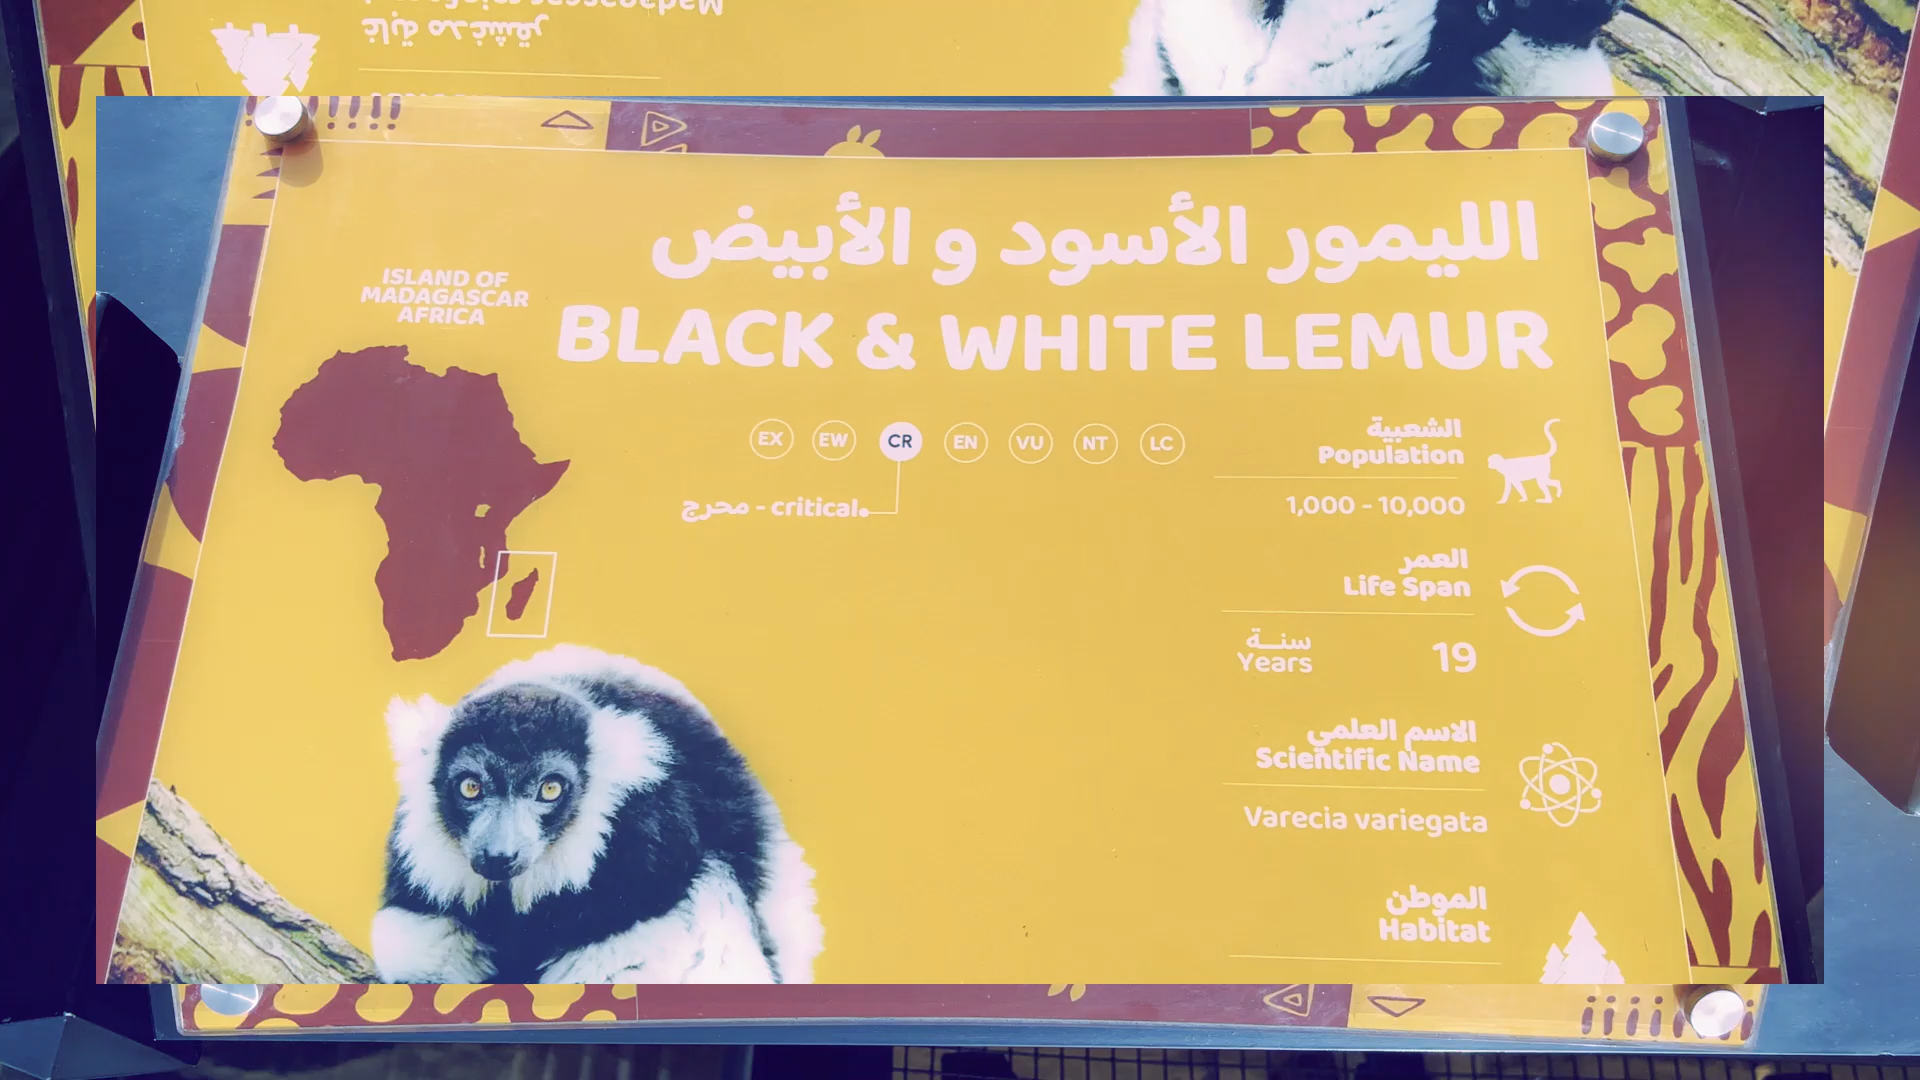 الليمور الأسود و الأبيض
BLACK & WHITE LEMUR
ISLAND OF
MADAGASCAR
AFRICA
EX EW CR EN VU NT LC
محرج - critical
الشعبية
Population
1,000 - 10,000
العمر
Life Span
سنة
Years
19
الاسم العلمي
Scientific Name
Varecia variegata
الموطن
Habitat
غابة مدغشقر